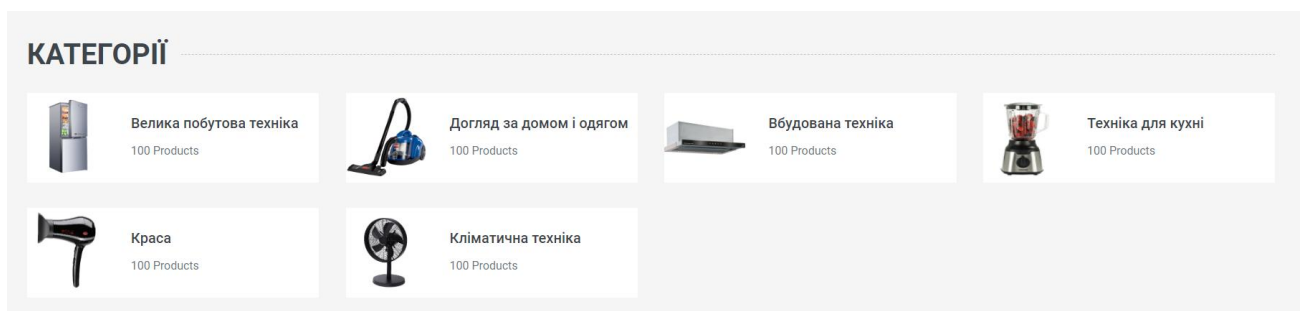 КАТЕГОРІЇ
Велика побутова техніка
100 Products
Догляд за домом і одягом
100 Products
Вбудована техніка
100 Products
Техніка для кухні
100 Products
Краса
100 Products
Кліматична техніка
100 Products